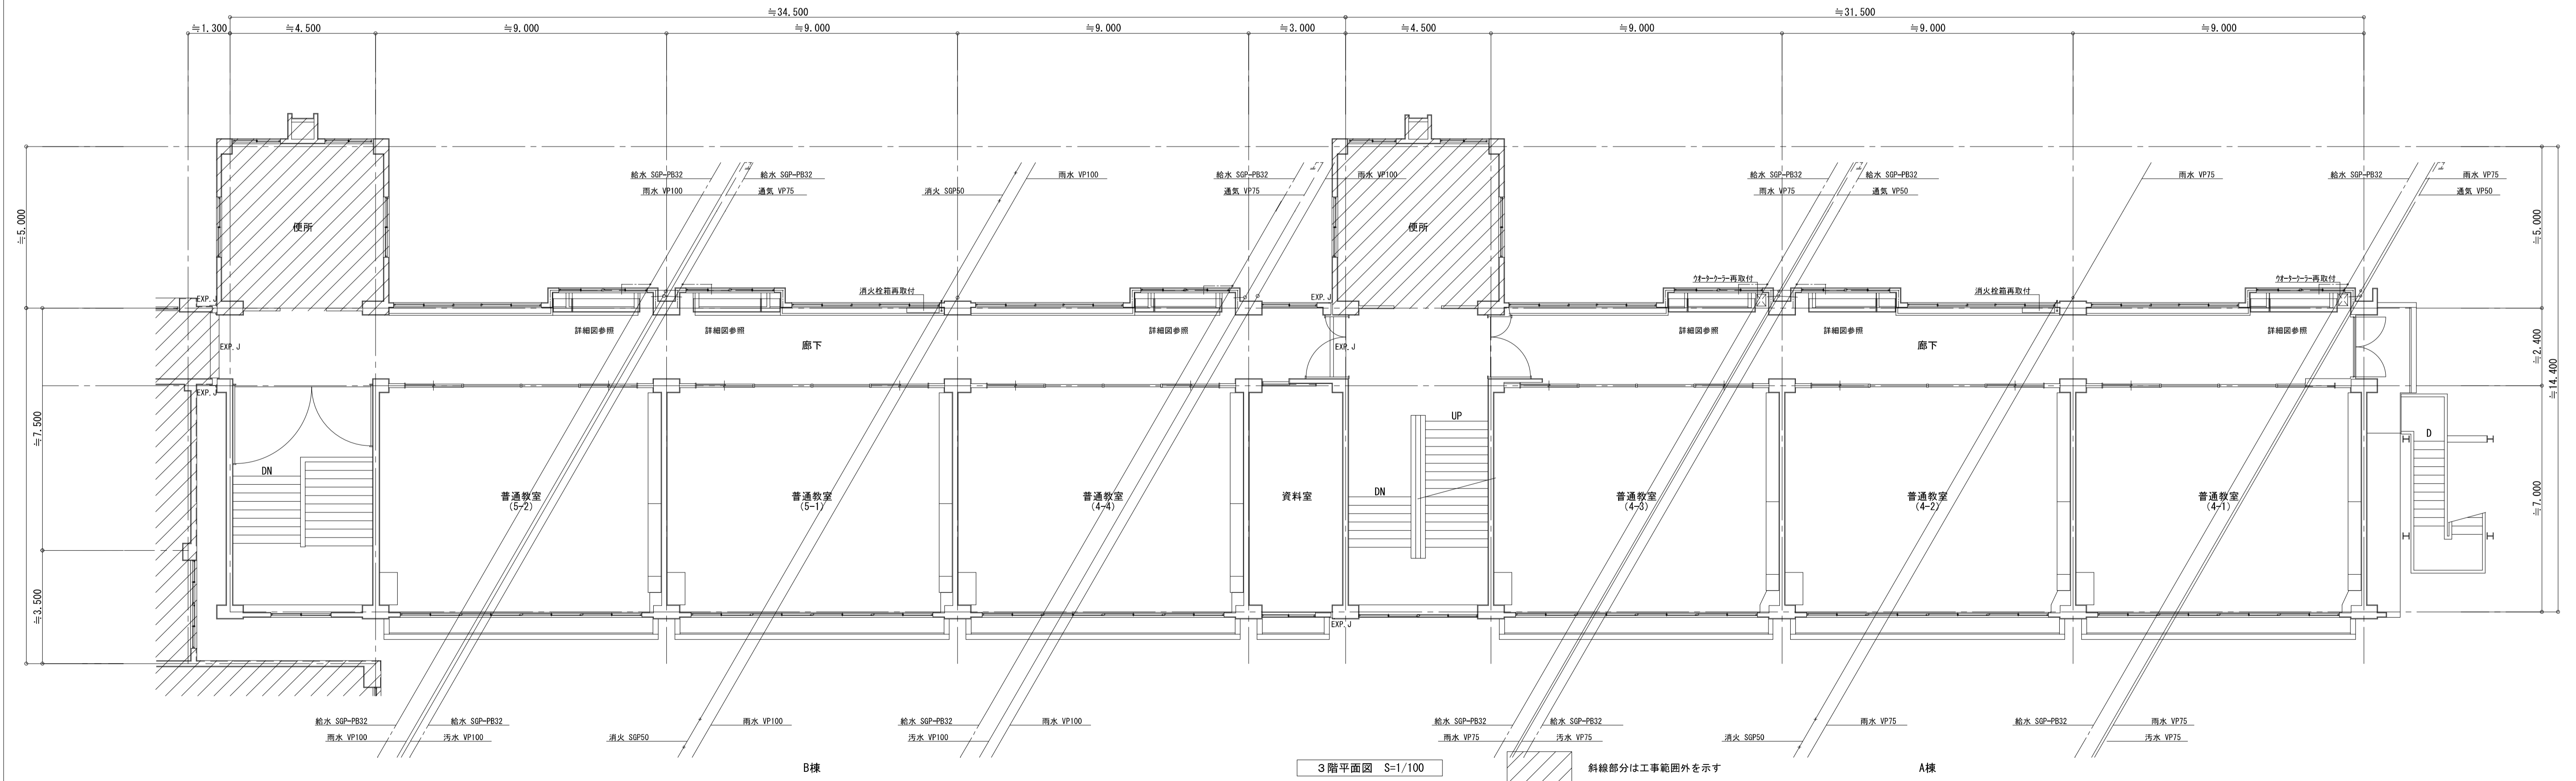 ≒34.500
≒31.500
≒1.300
≒4.500
≒9.000
≒9.000
≒9.000
≒3.000
≒4.500
≒9.000
≒9.000
≒9.000
給水 SGP-PB32
給水 SGP-PB32
雨水 VP100
通気 VP75
消火 SGP50
雨水 VP100
給水 SGP-PB32
雨水 VP100
通気 VP75
給水 SGP-PB32
給水 SGP-PB32
雨水 VP75
通気 VP50
雨水 VP75
給水 SGP-PB32
雨水 VP75
通気 VP50
≒5.000
便所
便所
≒5.000
EXP.J
消火栓箱再取付
EXP.J
ウオータークーラー再取付
消火栓箱再取付
ウオータークーラー再取付
詳細図参照
詳細図参照
詳細図参照
詳細図参照
詳細図参照
詳細図参照
EXP.J
廊下
EXP.J
廊下
≒2.400
≒14.400
EXP.J
≒7.500
UP
D
DN
DN
普通教室
(5-2)
普通教室
(5-1)
普通教室
(4-4)
資料室
普通教室
(4-3)
普通教室
(4-2)
普通教室
(4-1)
≒7.000
≒3.500
EXP.J
給水 SGP-PB32
給水 SGP-PB32
雨水 VP100
汚水 VP100
消火 SGP50
雨水 VP100
給水 SGP-PB32
雨水 VP100
汚水 VP100
給水 SGP-PB32
給水 SGP-PB32
雨水 VP75
汚水 VP75
消火 SGP50
雨水 VP75
給水 SGP-PB32
雨水 VP75
汚水 VP75
B棟
３階平面図 S=1/100
斜線部分は工事範囲外を示す
A棟